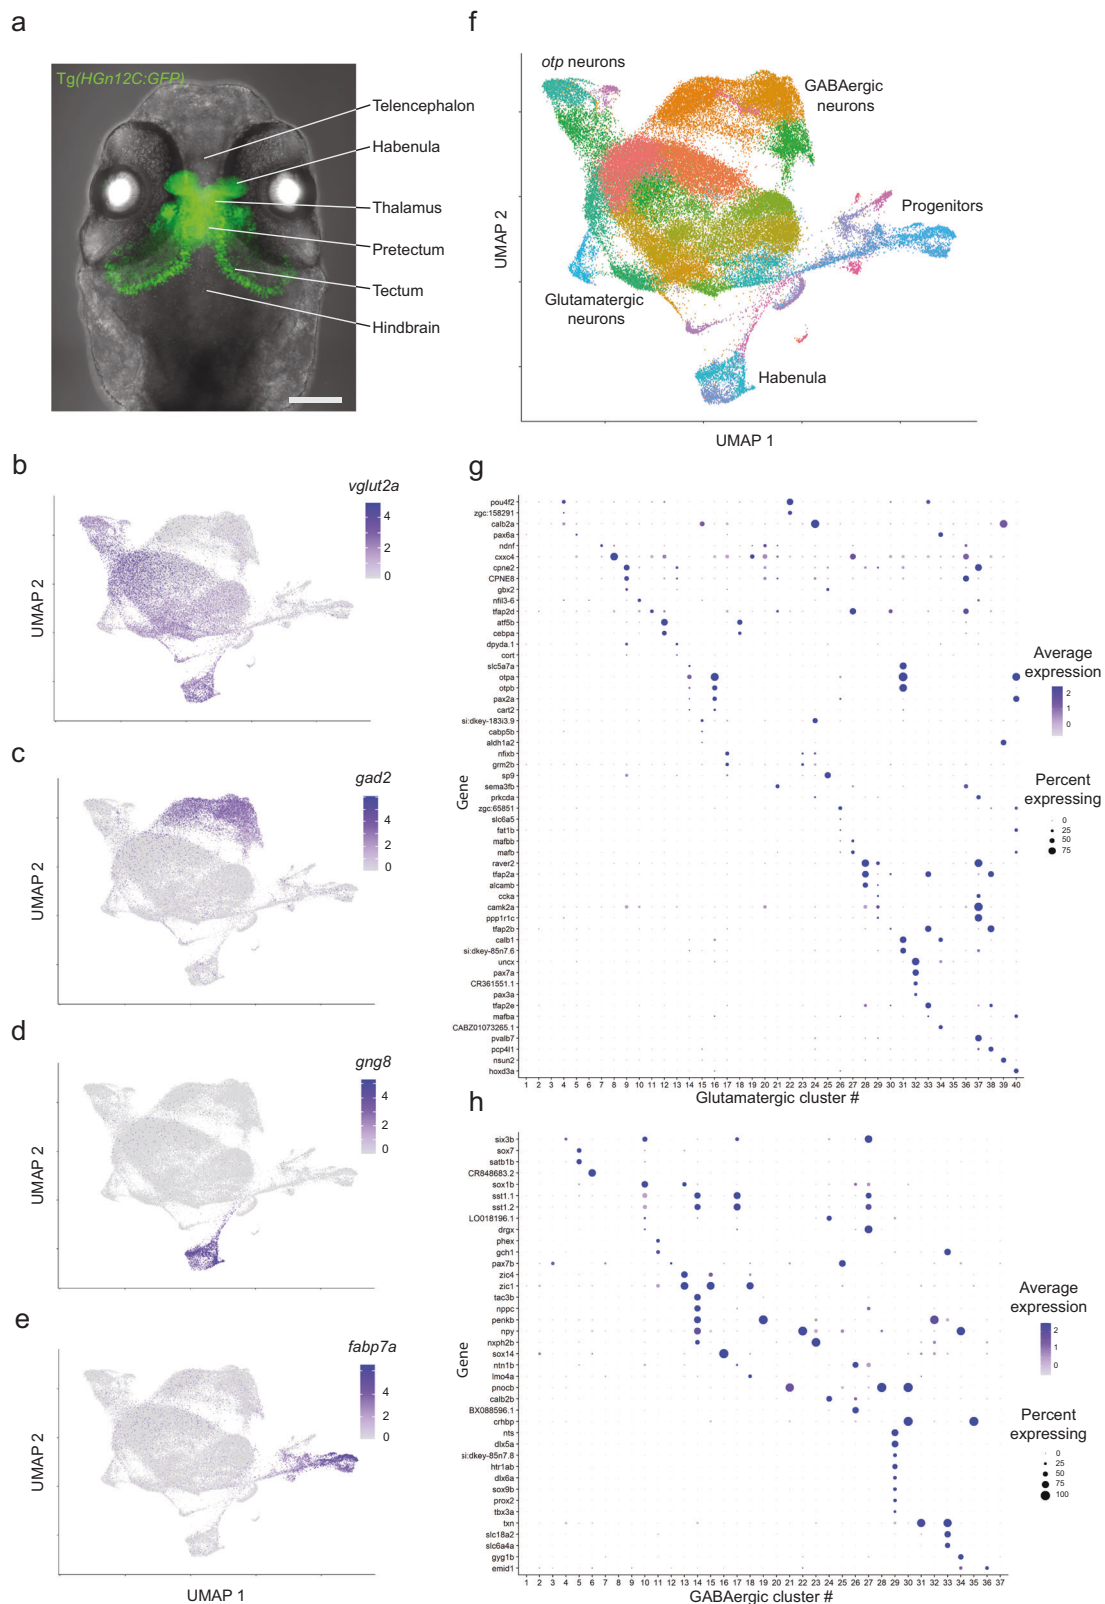 a
Tg(HGn12C:GFP)
Telencephalon
Habenula
Thalamus
Pretectum
Tectum
Hindbrain
b
vglut2a
4
2
0
UMAP 2
c
gad2
4
2
0
UMAP 2
d
gng8
4
2
0
UMAP 2
e
fabp7a
6
4
2
0
UMAP 2
UMAP 1
f
otp neurons
GABAergic
neurons
Progenitors
Glutamatergic
neurons
Habenula
UMAP 2
UMAP 1
g
pou4f2
zgc:158291
calb2a
pax6a
ndnf
cxxc4
cpne2
CPNE8
gbx2
nfil3-6
tfap2d
atf5b
cebpa
dpyda.1
cort
slc5a7a
otpa
otpb
pax2a
cart2
si:dkey-183i3.9
cabp5b
aldh1a2
nfixb
grm2b
sp9
sema3fb
prkcda
zgc:65851
slc6a5
fat1b
mafbb
mafb
raver2
tfap2a
alcamb
ccka
camk2a
ppp1r1c
tfap2b
calb1
si:dkey-85n7.6
uncx
pax7a
CR361551.1
pax3a
tfap2e
mafba
CABZ01073265.1
pvalb7
pcp4l1
nsun2
hoxd3a
Gene
1 2 3 4 5 6 7 8 9 10 11 12 13 14 15 16 17 18 19 20 21 22 23 24 25 26 27 28 29 30 31 32 33 34 35 36 37 38 39 40
Glutamatergic cluster #
Average
expression
2
1
0
Percent
expressing
0
25
50
75
h
six3b
sox7
satb1b
CR848683.2
sox1b
sst1.1
sst1.2
LO018196.1
drgx
phex
gch1
pax7b
zic4
zic1
tac3b
nppc
penkb
npy
nxph2b
sox14
ntn1b
lmo4a
pnocb
calb2b
BX088596.1
crhbp
nts
dlx5a
si:dkey-85n7.8
htr1ab
dlx6a
sox9b
prox2
tbx3a
txn
slc18a2
slc6a4a
gyg1b
emid1
Gene
1 2 3 4 5 6 7 8 9 10 11 12 13 14 15 16 17 18 19 20 21 22 23 24 25 26 27 28 29 30 31 32 33 34 35 36 37
GABAergic cluster #
Average
expression
2
1
0
Percent
expressing
0
25
50
75
100